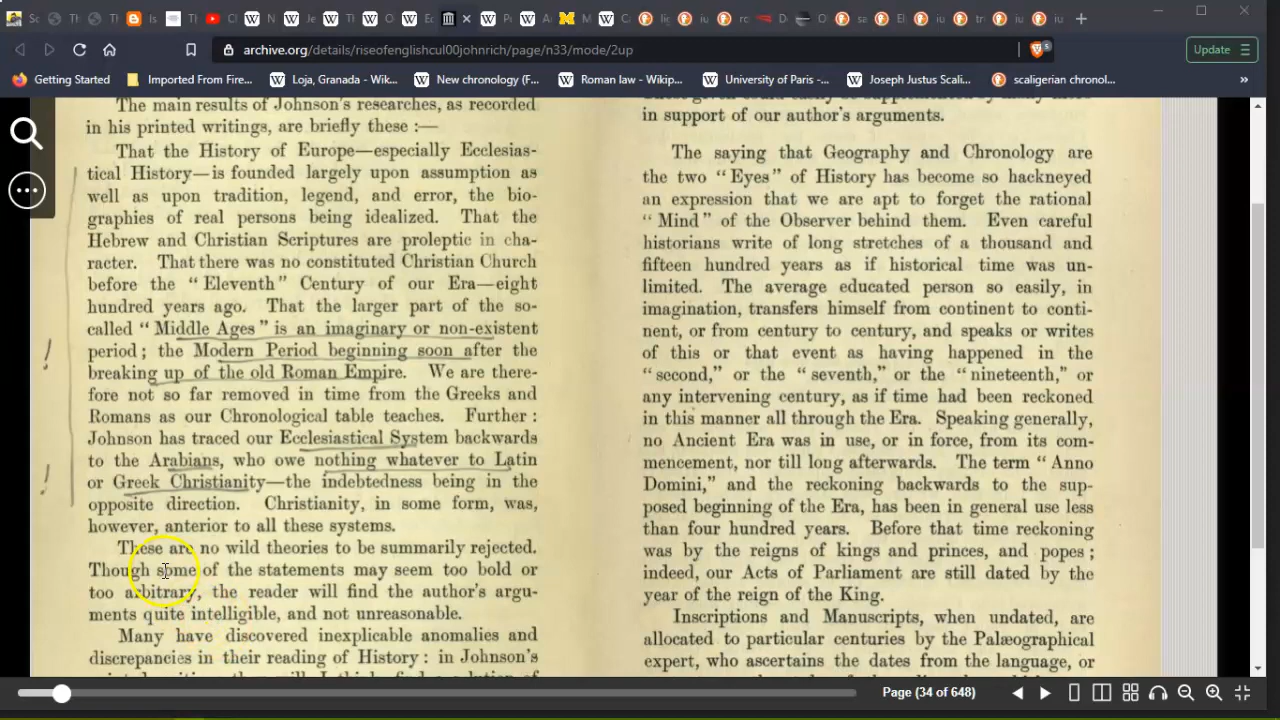 Is
Th
Th
Cl
N
Je
Tl
O
Ec
P
A
M
C
iu
ro
D
O
sa
El
iu
tr
iu
iu
archive.org/details/riseofenglishcul00johnrich/page/n33/mode/2up
5
Update
Getting Started
Imported From Fire...
Loja, Granada - Wik...
New chronology (F...
Roman law - Wikip...
University of Paris -...
Joseph Justus Scali...
scaligerian chronol...
»
The main results of Johnson's researches, as recorded
in his printed writings, are briefly these :—
That the History of Europe—especially Ecclesias-
tical History—is founded largely upon assumption as
well as upon tradition, legend, and error, the bio-
graphies of real persons being idealized. That the
Hebrew and Christian Scriptures are proleptic in cha-
racter. That there was no constituted Christian Church
before the "Eleventh" Century of our Era—eight
hundred years ago. That the larger part of the so-
called "Middle Ages" is an imaginary or non-existent
period; the Modern Period beginning soon after the
breaking up of the old Roman Empire. We are there-
fore not so far removed in time from the Greeks and
Romans as our Chronological table teaches. Further:
Johnson has traced our Ecclesiastical System backwards
to the Arabians, who owe nothing whatever to Latin
or Greek Christianity—the indebtedness being in the
opposite direction. Christianity, in some form, was,
however, anterior to all these systems.
These are no wild theories to be summarily rejected.
Though some of the statements may seem too bold or
too arbitrary, the reader will find the author's argu-
ments quite intelligible, and not unreasonable.
Many have discovered inexplicable anomalies and
discrepancies in their reading of History: in Johnson's
!
!
in support of our author's arguments.
The saying that Geography and Chronology are
the two "Eyes" of History has become so hackneyed
an expression that we are apt to forget the rational
"Mind" of the Observer behind them. Even careful
historians write of long stretches of a thousand and
fifteen hundred years as if historical time was un-
limited. The average educated person so easily, in
imagination, transfers himself from continent to conti-
nent, or from century to century, and speaks or writes
of this or that event as having happened in the
"second," or the "seventh," or the "nineteenth," or
any intervening century, as if time had been reckoned
in this manner all through the Era. Speaking generally,
no Ancient Era was in use, or in force, from its com-
mencement, nor till long afterwards. The term "Anno
Domini," and the reckoning backwards to the sup-
posed beginning of the Era, has been in general use less
than four hundred years. Before that time reckoning
was by the reigns of kings and princes, and popes;
indeed, our Acts of Parliament are still dated by the
year of the reign of the King.
Inscriptions and Manuscripts, when undated, are
allocated to particular centuries by the Palæographical
expert, who ascertains the dates from the language, or
Page (34 of 648)